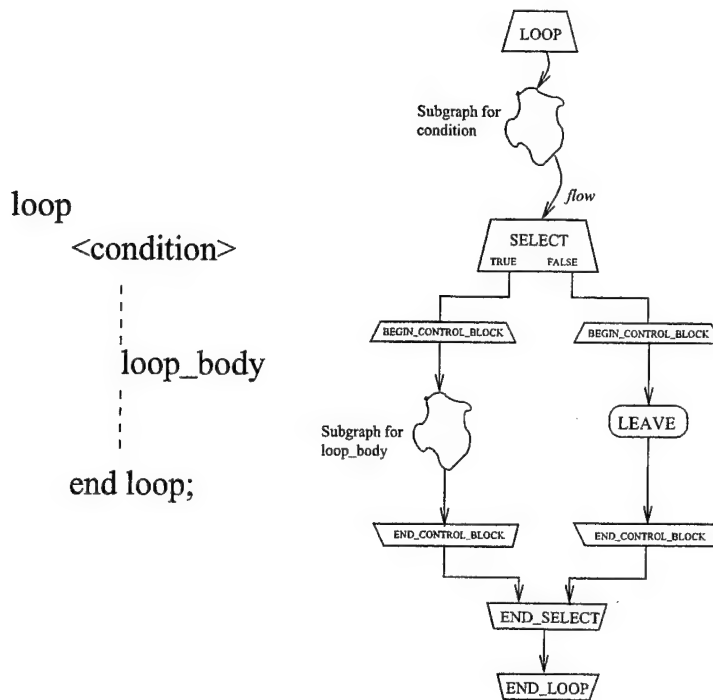 loop
<condition>
loop_body
end loop;
LOOP
Subgraph for
condition
flow
SELECT
TRUE FALSE
BEGIN_CONTROL_BLOCK
BEGIN_CONTROL_BLOCK
Subgraph for
loop_body
LEAVE
END_CONTROL_BLOCK
END_CONTROL_BLOCK
END_SELECT
END_LOOP